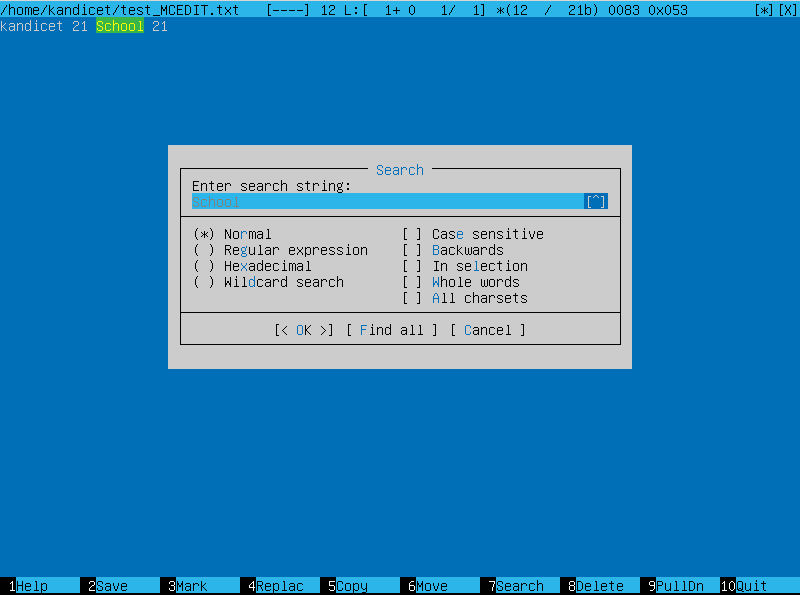 /home/kandicet/test_MCEDIT.txt [----] 12 L:[ 1+ 0 1/ 1] *(12 / 21b) 0083 0x053 [*][X]
kandicet 21 School 21
Search
Enter search string:
School [^]
(*) Normal [ ] Case sensitive
( ) Regular expression [ ] Backwards
( ) Hexadecimal [ ] In selection
( ) Wildcard search [ ] Whole words
[ ] All charsets
[< OK >] [ Find all ] [ Cancel ]
1Help 2Save 3Mark 4Replac 5Copy 6Move 7Search 8Delete 9PullDn 10Quit